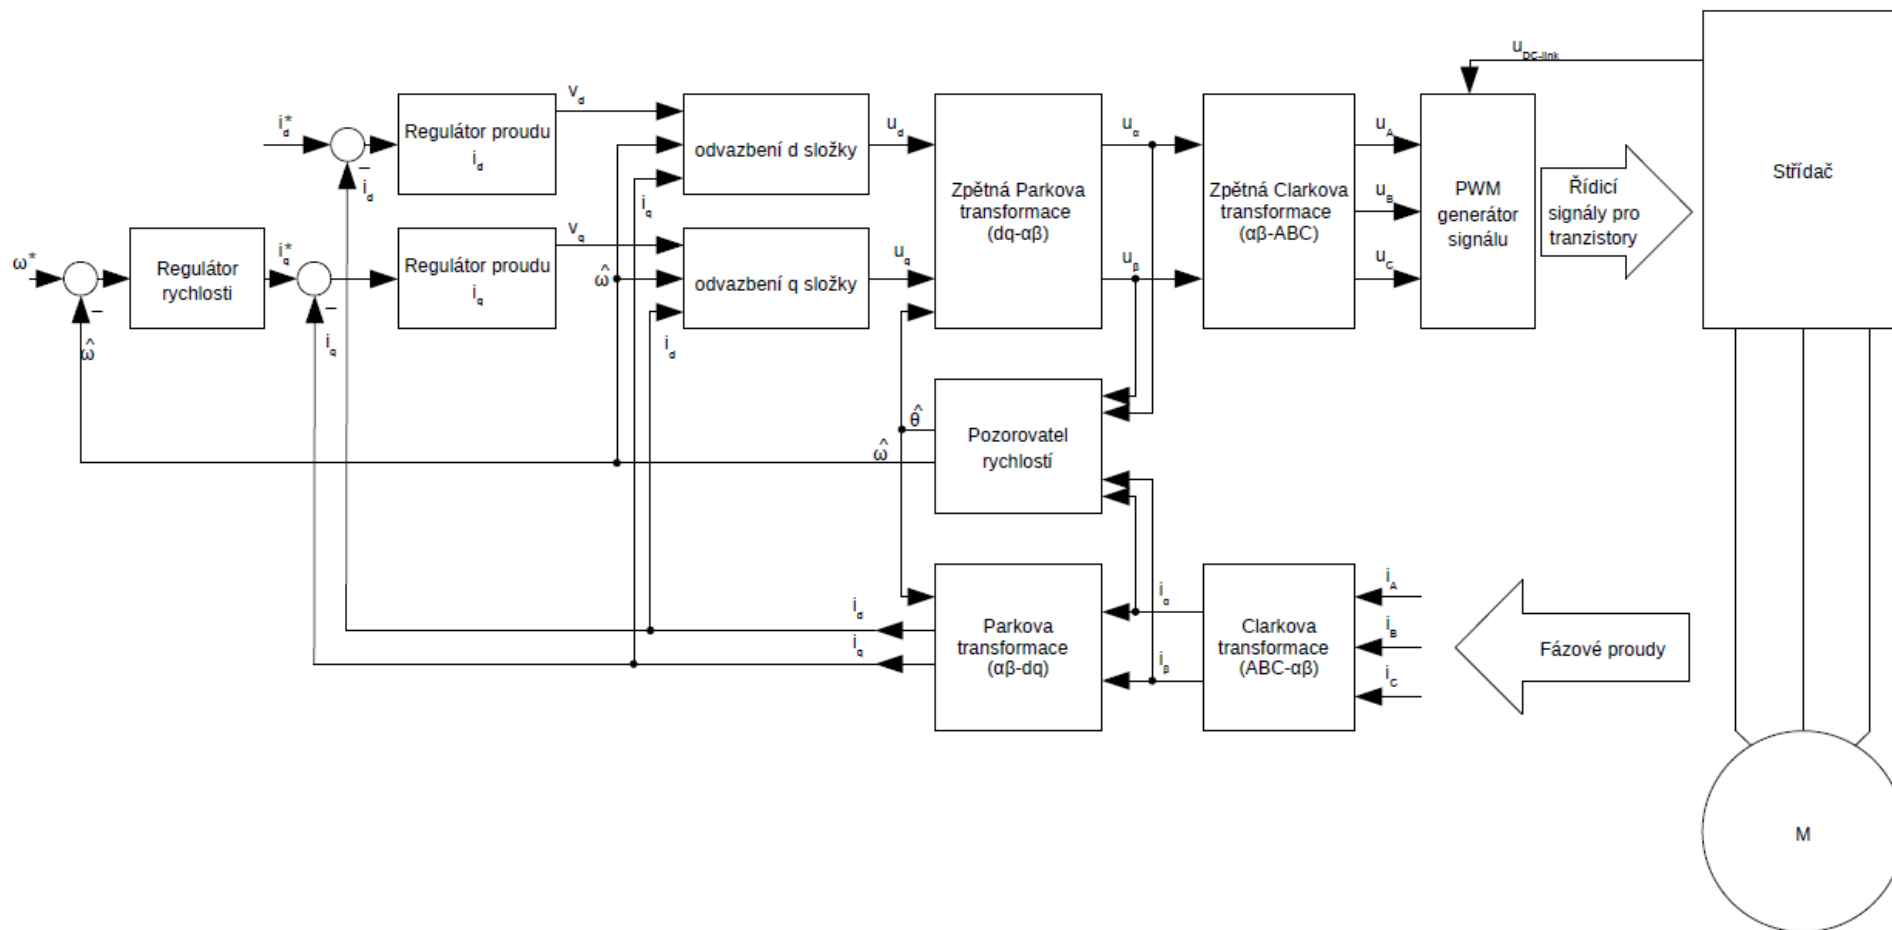 u_DC-link
i_d*
−
i_d
Regulátor proudu
i_d
v_d
odvazbení d složky
i_q
u_d
Zpětná Parkova
transformace
(dq-αβ)
u_α
u_β
Zpětná Clarkova
transformace
(αβ-ABC)
u_A
u_B
u_C
PWM
generátor
signálu
Řídicí
signály pro
tranzistory
Střídač
ω*
−
ω̂
Regulátor
rychlosti
i_q*
−
i_q
Regulátor proudu
i_q
v_q
ω̂
odvazbení q složky
i_d
u_q
θ̂
ω̂
Pozorovatel
rychlostí
i_d
i_q
Parkova
transformace
(αβ-dq)
i_α
i_β
Clarkova
transformace
(ABC-αβ)
i_A
i_B
i_C
Fázové proudy
M